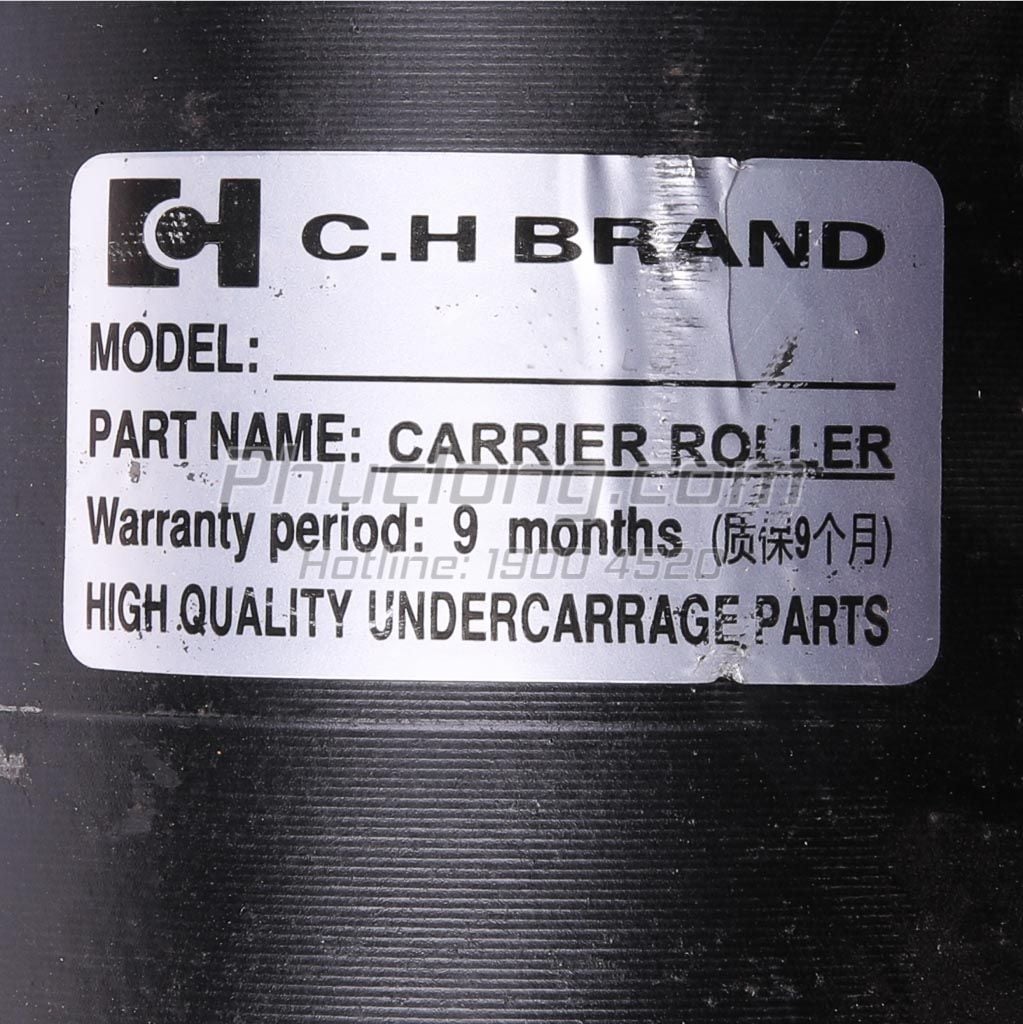 CH C.H BRAND
MODEL:
PART NAME: CARRIER ROLLER
Phuclong.com
Warranty period: 9 months (质保9个月)
Hotline: 1900 4520
HIGH QUALITY UNDERCARRAGE PARTS